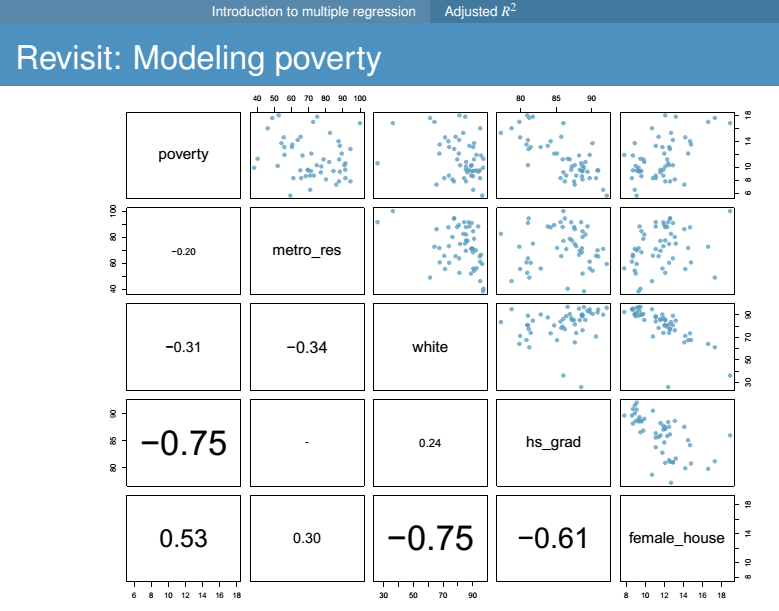 Introduction to multiple regression Adjusted R²
Revisit: Modeling poverty
40 50 60 70 80 90 100 80 85 90
poverty
6 8 10 14 18
−0.20
metro_res
40 60 80 100
−0.31
−0.34
white
30 50 70 90
−0.75
-
0.24
hs_grad
80 85 90
0.53
0.30
−0.75
−0.61
female_house
8 10 14 18
6 8 10 12 14 16 18 30 50 70 90 8 10 12 14 16 18